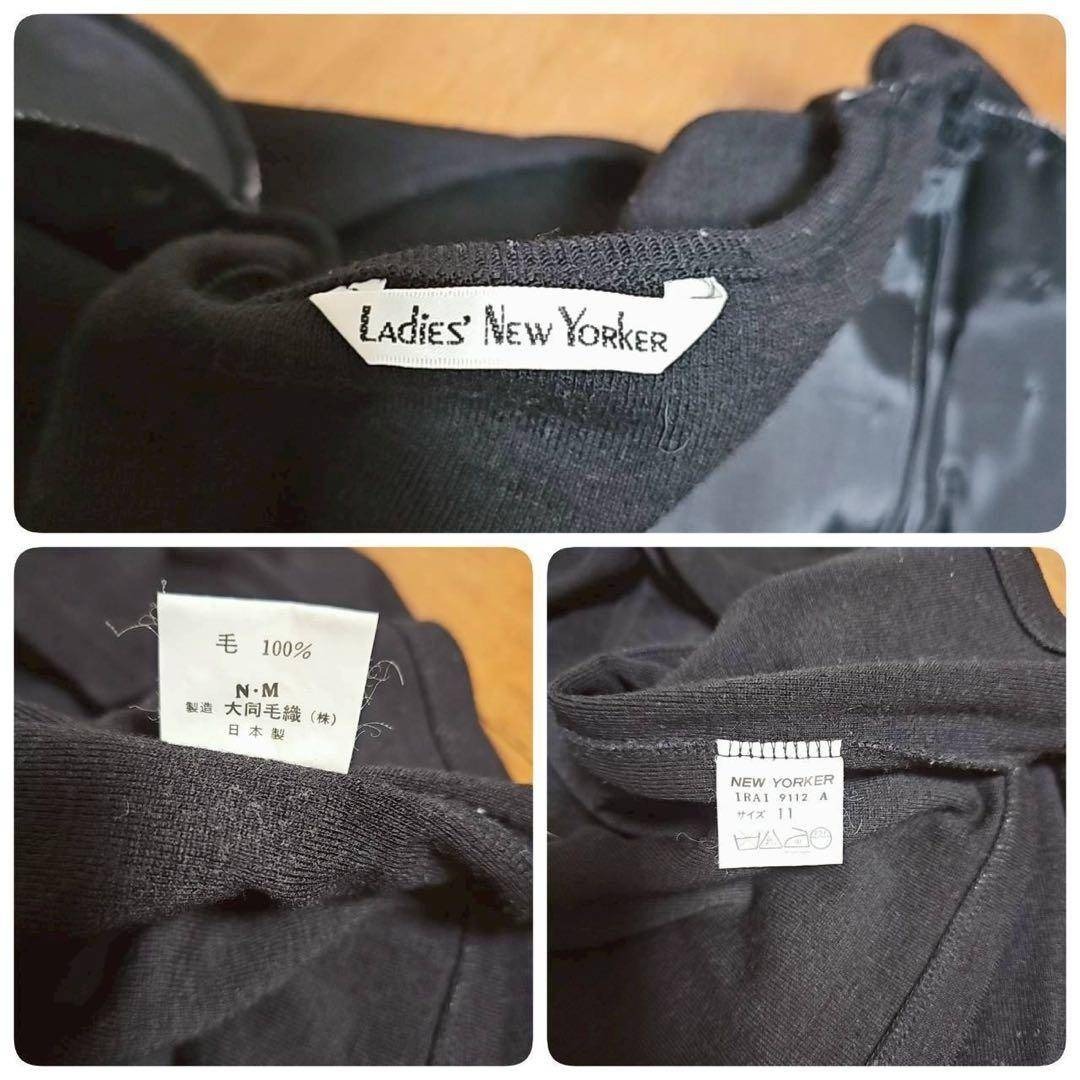 Ladies' New Yorker
毛 100%
N・M
製造 大同毛織(株)
日本製
NEW YORKER
IRAI 9112 A
サイズ 11